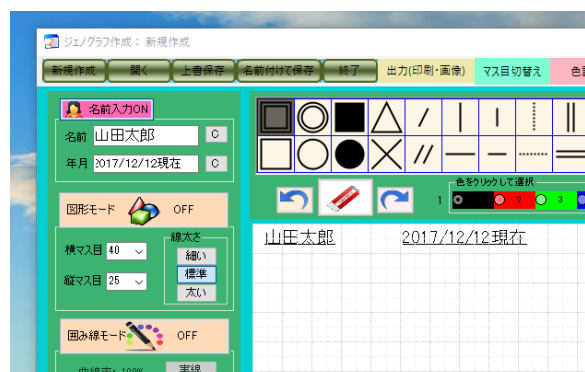 ジェノグラフ作成： 新規作成
新規作成 開く 上書保存 名前付けて保存 終了 出力(印刷・画像) マス目切替え
名前入力ON
名前 山田太郎 C
年月 2017/12/12現在 C
色をクリックして選択
1 2 3
図形モード OFF
山田太郎 2017/12/12現在
線太さ
横マス目 40 細い
標準
縦マス目 25
太い
囲み線モード OFF
曲線率: 100% 実線